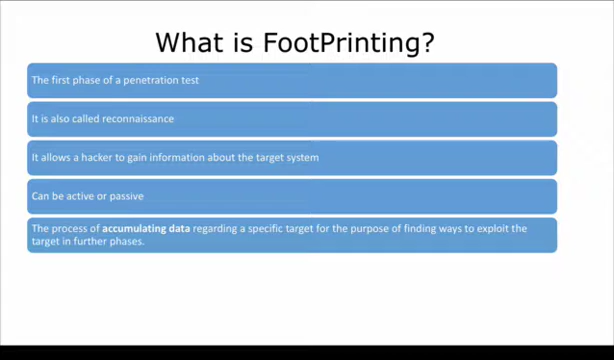 What is FootPrinting?
The first phase of a penetration test
It is also called reconnaissance
It allows a hacker to gain information about the target system
Can be active or passive
The process of accumulating data regarding a specific target for the purpose of finding ways to exploit the
target in further phases.